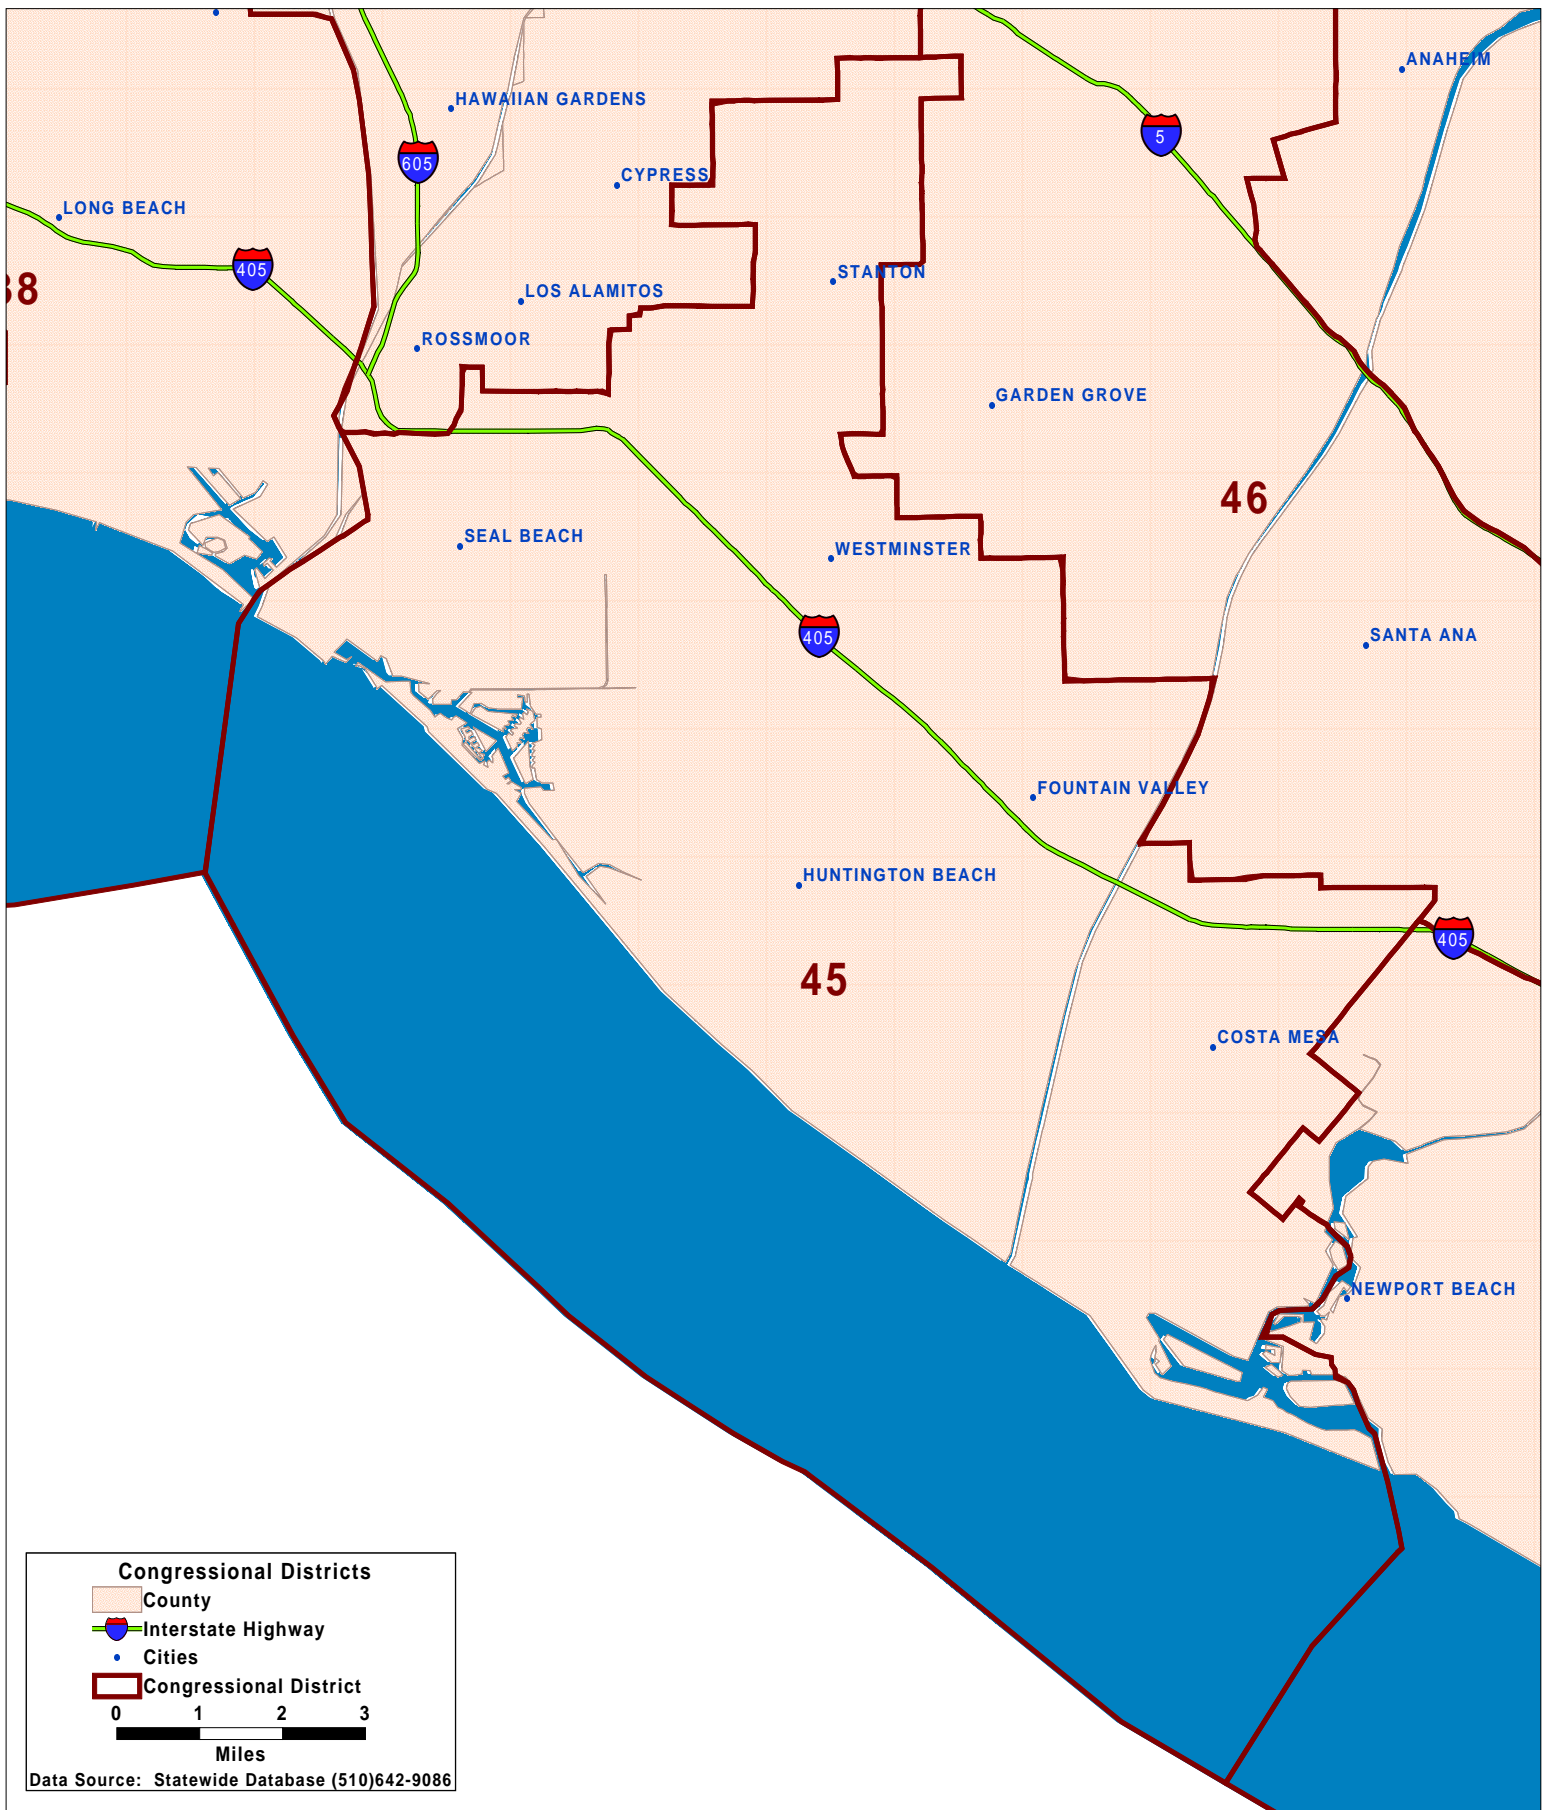 ANAHEIM
HAWAIIAN GARDENS
5
605
CYPRESS
LONG BEACH
405
STANTON
38
LOS ALAMITOS
ROSSMOOR
GARDEN GROVE
46
SEAL BEACH
WESTMINSTER
405
SANTA ANA
FOUNTAIN VALLEY
HUNTINGTON BEACH
405
45
COSTA MESA
NEWPORT BEACH
Congressional Districts
County
Interstate Highway
Cities
Congressional District
0 1 2 3
Miles
Data Source: Statewide Database (510)642-9086